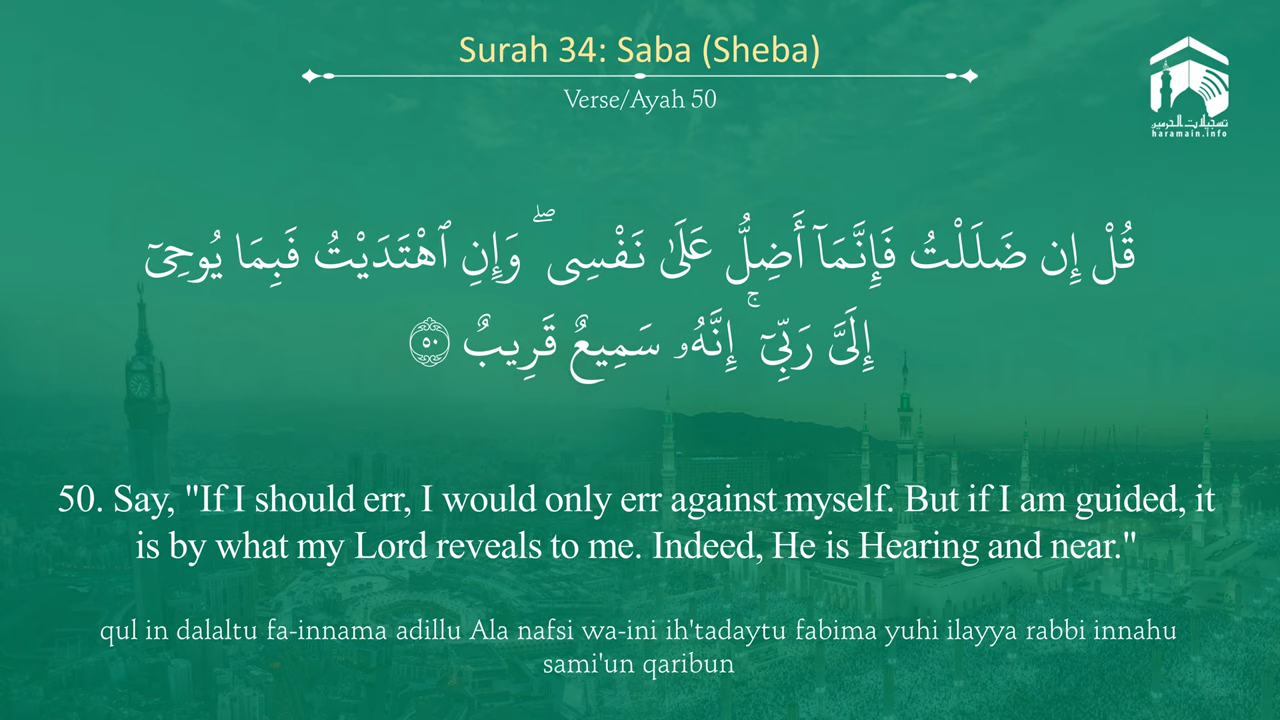 Surah 34: Saba (Sheba)
Verse/Ayah 50
تسجيلات الحرمين
haramain.info
قُلْ إِن ضَلَلْتُ فَإِنَّمَآ أَضِلُّ عَلَىٰ نَفْسِى ۖ وَإِنِ ٱهْتَدَيْتُ فَبِمَا يُوحِىٓ
إِلَىَّ رَبِّىٓ ۚ إِنَّهُۥ سَمِيعٌ قَرِيبٌ ٥٠
50. Say, "If I should err, I would only err against myself. But if I am guided, it
is by what my Lord reveals to me. Indeed, He is Hearing and near."
qul in dalaltu fa-innama adillu Ala nafsi wa-ini ih'tadaytu fabima yuhi ilayya rabbi innahu
sami'un qaribun